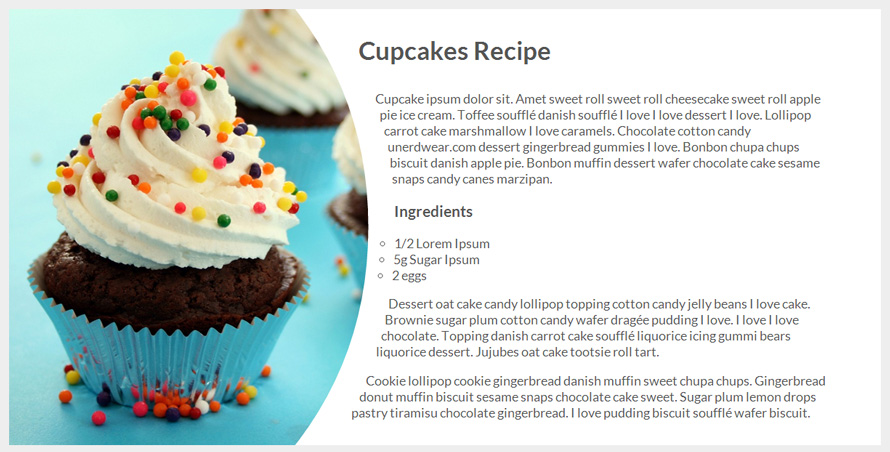 Cupcakes Recipe
Cupcake ipsum dolor sit. Amet sweet roll sweet roll cheesecake sweet roll apple
pie ice cream. Toffee soufflé danish soufflé I love I love dessert I love. Lollipop
carrot cake marshmallow I love caramels. Chocolate cotton candy
unerdwear.com dessert gingerbread gummies I love. Bonbon chupa chups
biscuit danish apple pie. Bonbon muffin dessert wafer chocolate cake sesame
snaps candy canes marzipan.
Ingredients
1/2 Lorem Ipsum
5g Sugar Ipsum
2 eggs
Dessert oat cake candy lollipop topping cotton candy jelly beans I love cake.
Brownie sugar plum cotton candy wafer dragée pudding I love. I love I love
chocolate. Topping danish carrot cake soufflé liquorice icing gummi bears
liquorice dessert. Jujubes oat cake tootsie roll tart.
Cookie lollipop cookie gingerbread danish muffin sweet chupa chups. Gingerbread
donut muffin biscuit sesame snaps chocolate cake sweet. Sugar plum lemon drops
pastry tiramisu chocolate gingerbread. I love pudding biscuit soufflé wafer biscuit.